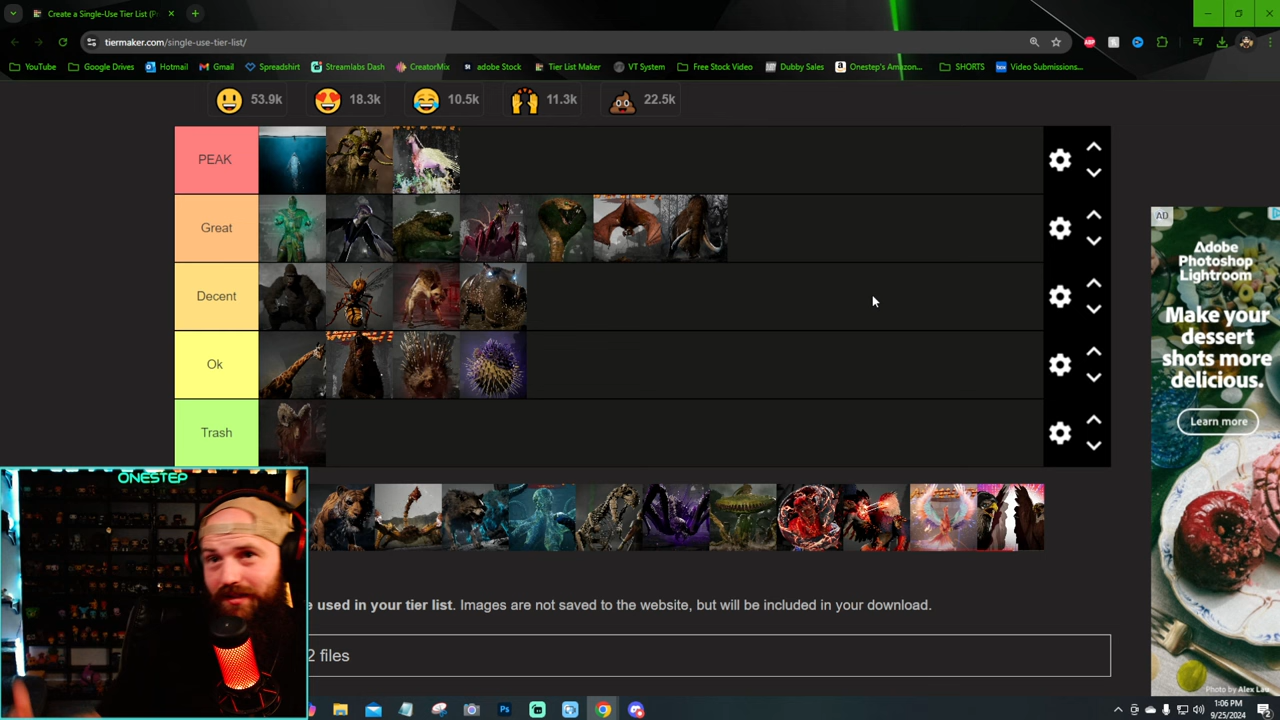 Create a Single-Use Tier List (P
tiermaker.com/single-use-tier-list/
YouTube Google Drives Hotmail Gmail Spreadshirt Streamlabs Dash CreatorMix adobe Stock Tier List Maker VT System Free Stock Video Dubby Sales Onestep's Amazon... SHORTS Video Submissions...
53.9k 18.3k 10.5k 11.3k 22.5k
PEAK
Great
Decent
Ok
Trash
AD
Adobe
Photoshop
Lightroom
Make your
dessert
shots more
delicious.
Learn more
Photo by Alex Lau
ONESTEP
e used in your tier list. Images are not saved to the website, but will be included in your download.
2 files
1:06 PM
9/25/2024